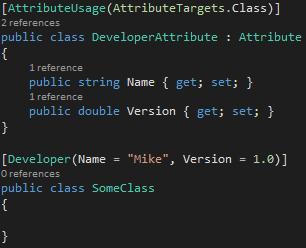 [AttributeUsage(AttributeTargets.Class)]
2 references
public class DeveloperAttribute : Attribute
{
1 reference
public string Name { get; set; }
1 reference
public double Version { get; set; }
}
[Developer(Name = "Mike", Version = 1.0)]
0 references
public class SomeClass
{
}